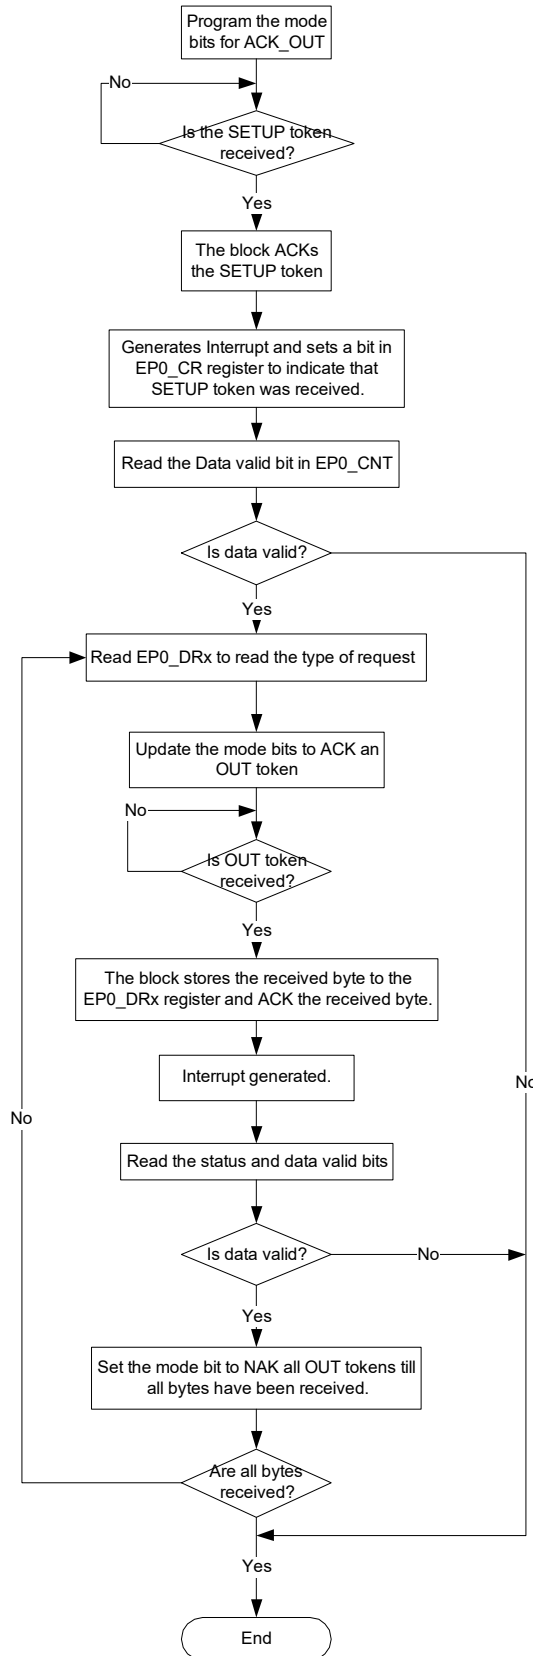 Program the mode
bits for ACK_OUT
No
Is the SETUP token
received?
Yes
The block ACKs
the SETUP token
Generates Interrupt and sets a bit in
EP0_CR register to indicate that
SETUP token was received.
Read the Data valid bit in EP0_CNT
Is data valid?
Yes
Read EP0_DRx to read the type of request
Update the mode bits to ACK an
OUT token
No
Is OUT token
received?
Yes
The block stores the received byte to the
EP0_DRx register and ACK the received byte.
Interrupt generated.
No
No
Read the status and data valid bits
Is data valid?
No
Yes
Set the mode bit to NAK all OUT tokens till
all bytes have been received.
Are all bytes
received?
Yes
End